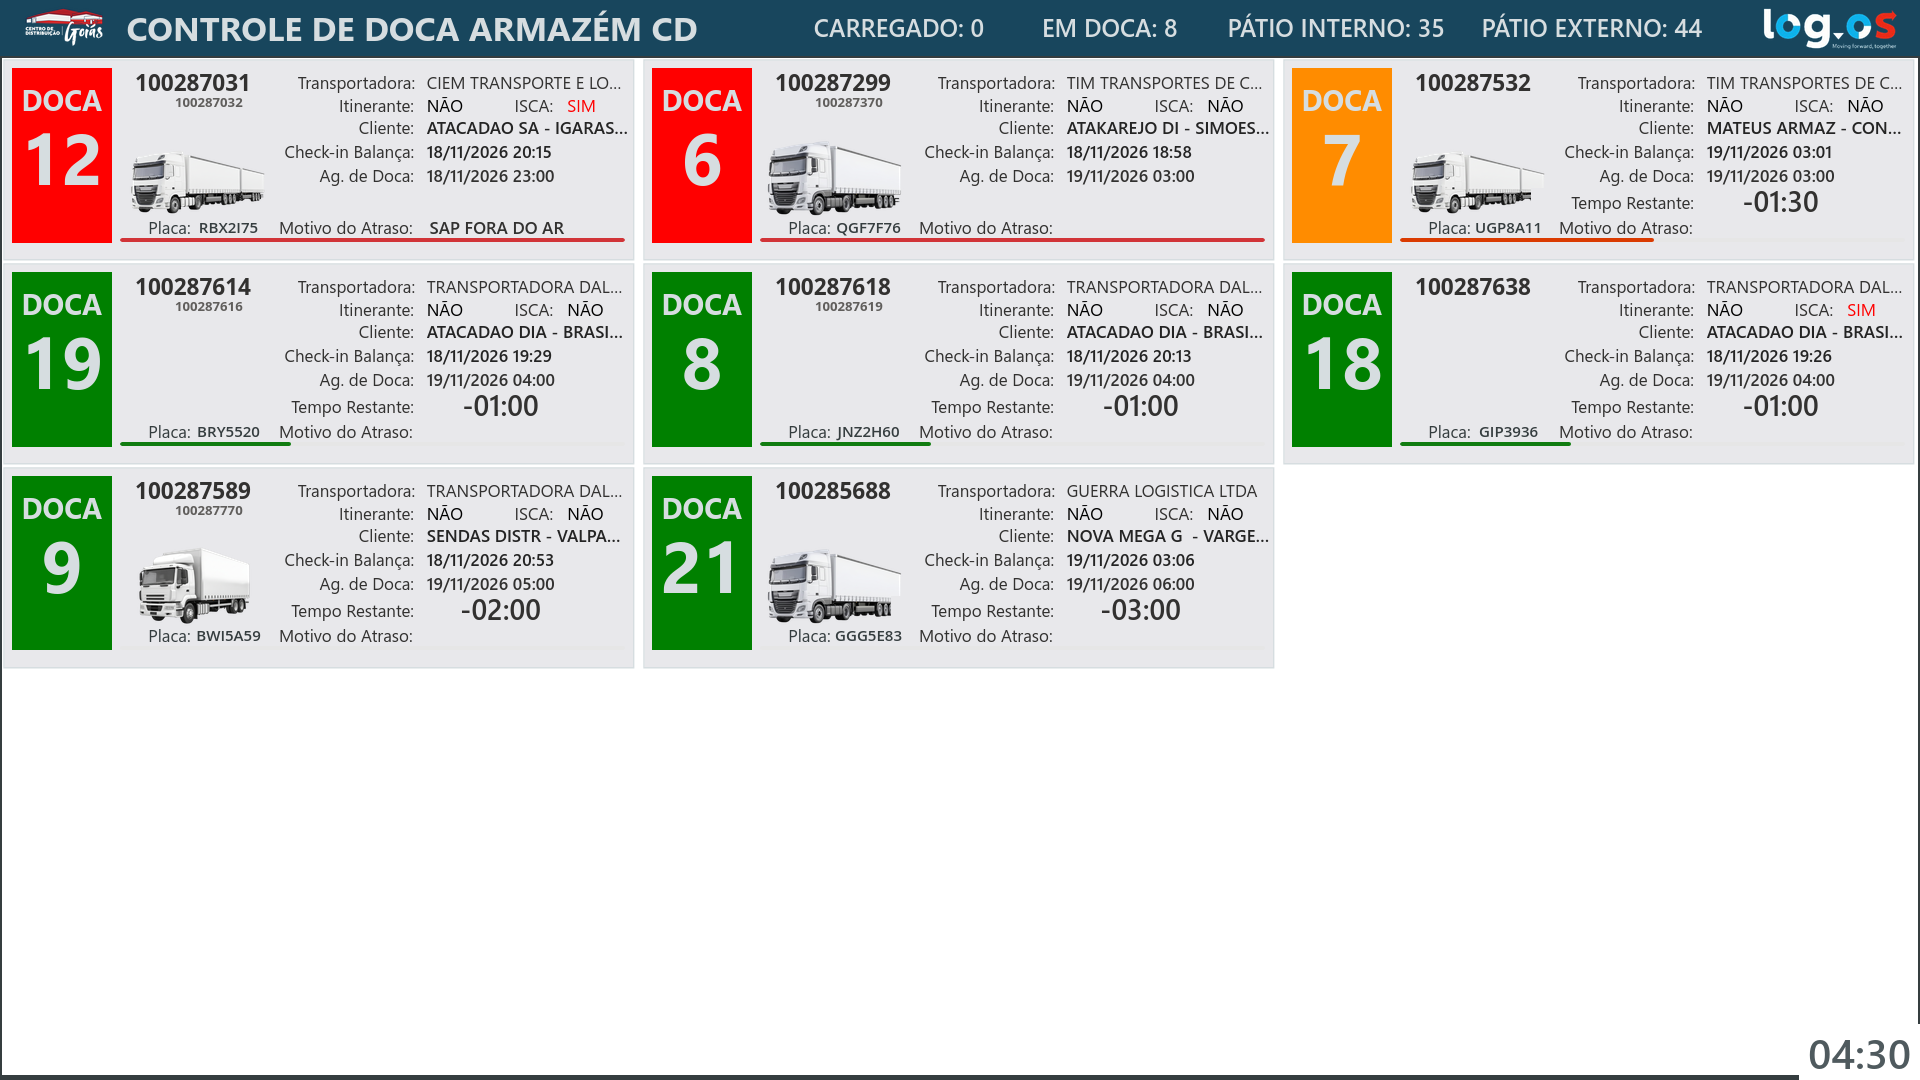 CENTRO DE DISTRIBUIÇÃO Goiás
CONTROLE DE DOCA ARMAZÉM CD
CARREGADO: 0
EM DOCA: 8
PÁTIO INTERNO: 35
PÁTIO EXTERNO: 44
log.os
Moving forward, together
DOCA
12
100287031
100287032
Transportadora: CIEM TRANSPORTE E LO...
Itinerante: NÃO ISCA: SIM
Cliente: ATACADAO SA - IGARAS...
Check-in Balança: 18/11/2026 20:15
Ag. de Doca: 18/11/2026 23:00
Placa: RBX2I75 Motivo do Atraso: SAP FORA DO AR
DOCA
6
100287299
100287370
Transportadora: TIM TRANSPORTES DE C...
Itinerante: NÃO ISCA: NÃO
Cliente: ATAKAREJO DI - SIMOES...
Check-in Balança: 18/11/2026 18:58
Ag. de Doca: 19/11/2026 03:00
Placa: QGF7F76 Motivo do Atraso:
DOCA
7
100287532
Transportadora: TIM TRANSPORTES DE C...
Itinerante: NÃO ISCA: NÃO
Cliente: MATEUS ARMAZ - CON...
Check-in Balança: 19/11/2026 03:01
Ag. de Doca: 19/11/2026 03:00
Tempo Restante: -01:30
Placa: UGP8A11 Motivo do Atraso:
DOCA
19
100287614
100287616
Transportadora: TRANSPORTADORA DAL...
Itinerante: NÃO ISCA: NÃO
Cliente: ATACADAO DIA - BRASI...
Check-in Balança: 18/11/2026 19:29
Ag. de Doca: 19/11/2026 04:00
Tempo Restante: -01:00
Placa: BRY5520 Motivo do Atraso:
DOCA
8
100287618
100287619
Transportadora: TRANSPORTADORA DAL...
Itinerante: NÃO ISCA: NÃO
Cliente: ATACADAO DIA - BRASI...
Check-in Balança: 18/11/2026 20:13
Ag. de Doca: 19/11/2026 04:00
Tempo Restante: -01:00
Placa: JNZ2H60 Motivo do Atraso:
DOCA
18
100287638
Transportadora: TRANSPORTADORA DAL...
Itinerante: NÃO ISCA: SIM
Cliente: ATACADAO DIA - BRASI...
Check-in Balança: 18/11/2026 19:26
Ag. de Doca: 19/11/2026 04:00
Tempo Restante: -01:00
Placa: GIP3936 Motivo do Atraso:
DOCA
9
100287589
100287770
Transportadora: TRANSPORTADORA DAL...
Itinerante: NÃO ISCA: NÃO
Cliente: SENDAS DISTR - VALPA...
Check-in Balança: 18/11/2026 20:53
Ag. de Doca: 19/11/2026 05:00
Tempo Restante: -02:00
Placa: BWI5A59 Motivo do Atraso:
DOCA
21
100285688
Transportadora: GUERRA LOGISTICA LTDA
Itinerante: NÃO ISCA: NÃO
Cliente: NOVA MEGA G - VARGE...
Check-in Balança: 19/11/2026 03:06
Ag. de Doca: 19/11/2026 06:00
Tempo Restante: -03:00
Placa: GGG5E83 Motivo do Atraso:
04:30